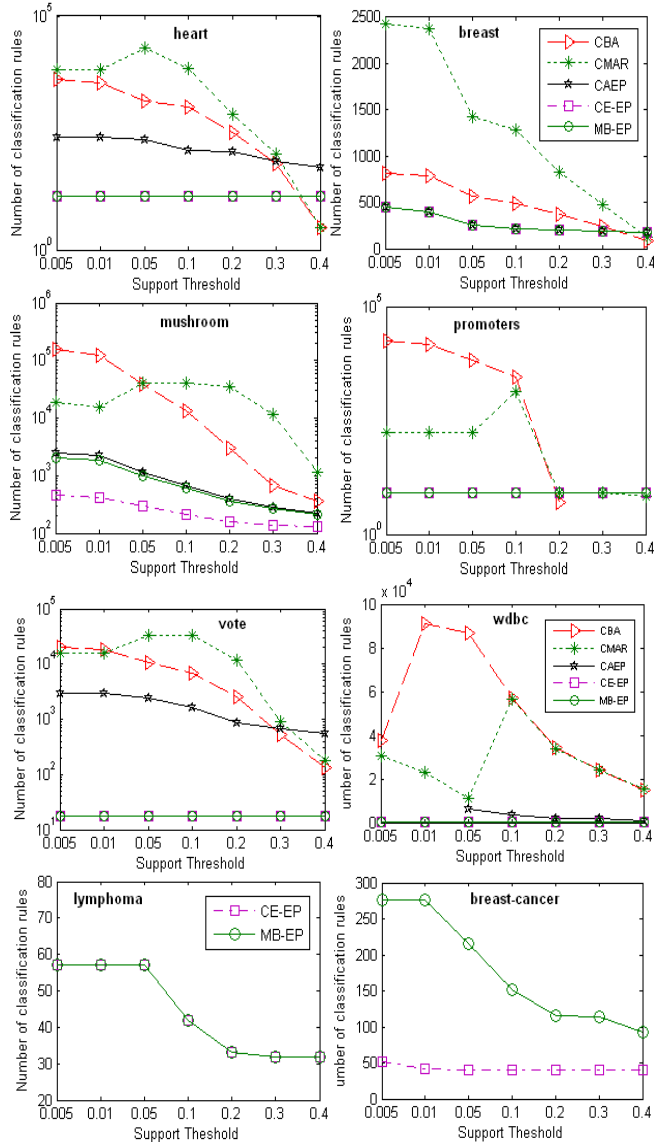 heart
Number of classification rules
10^5
10^0
0.005 0.01 0.05 0.1 0.2 0.3 0.4
Support Threshold
breast
Number of classification rules
2500
2000
1500
1000
500
0
CBA
CMAR
CAEP
CE-EP
MB-EP
0.005 0.01 0.05 0.1 0.2 0.3 0.4
Support Threshold
mushroom
Number of classification rules
10^6
10^5
10^4
10^3
10^2
0.005 0.01 0.05 0.1 0.2 0.3 0.4
Support Threshold
promoters
Number of classification rules
10^5
10^0
0.005 0.01 0.05 0.1 0.2 0.3 0.4
Support Threshold
vote
Number of classification rules
10^5
10^4
10^3
10^2
10^1
0.005 0.01 0.05 0.1 0.2 0.3 0.4
Support Threshold
wdbc
umber of classification rules
x 10^4
10
8
6
4
2
0
CBA
CMAR
CAEP
CE-EP
MB-EP
0.005 0.01 0.05 0.1 0.2 0.3 0.4
Support Threshold
lymphoma
Number of classification rules
80
70
60
50
40
30
20
CE-EP
MB-EP
0.005 0.01 0.05 0.1 0.2 0.3 0.4
Support Threshold
breast-cancer
umber of classification rules
300
250
200
150
100
50
0
0.005 0.01 0.05 0.1 0.2 0.3 0.4
Support Threshold